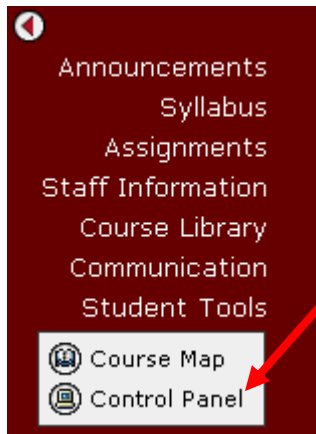 Announcements
Syllabus
Assignments
Staff Information
Course Library
Communication
Student Tools
Course Map
Control Panel